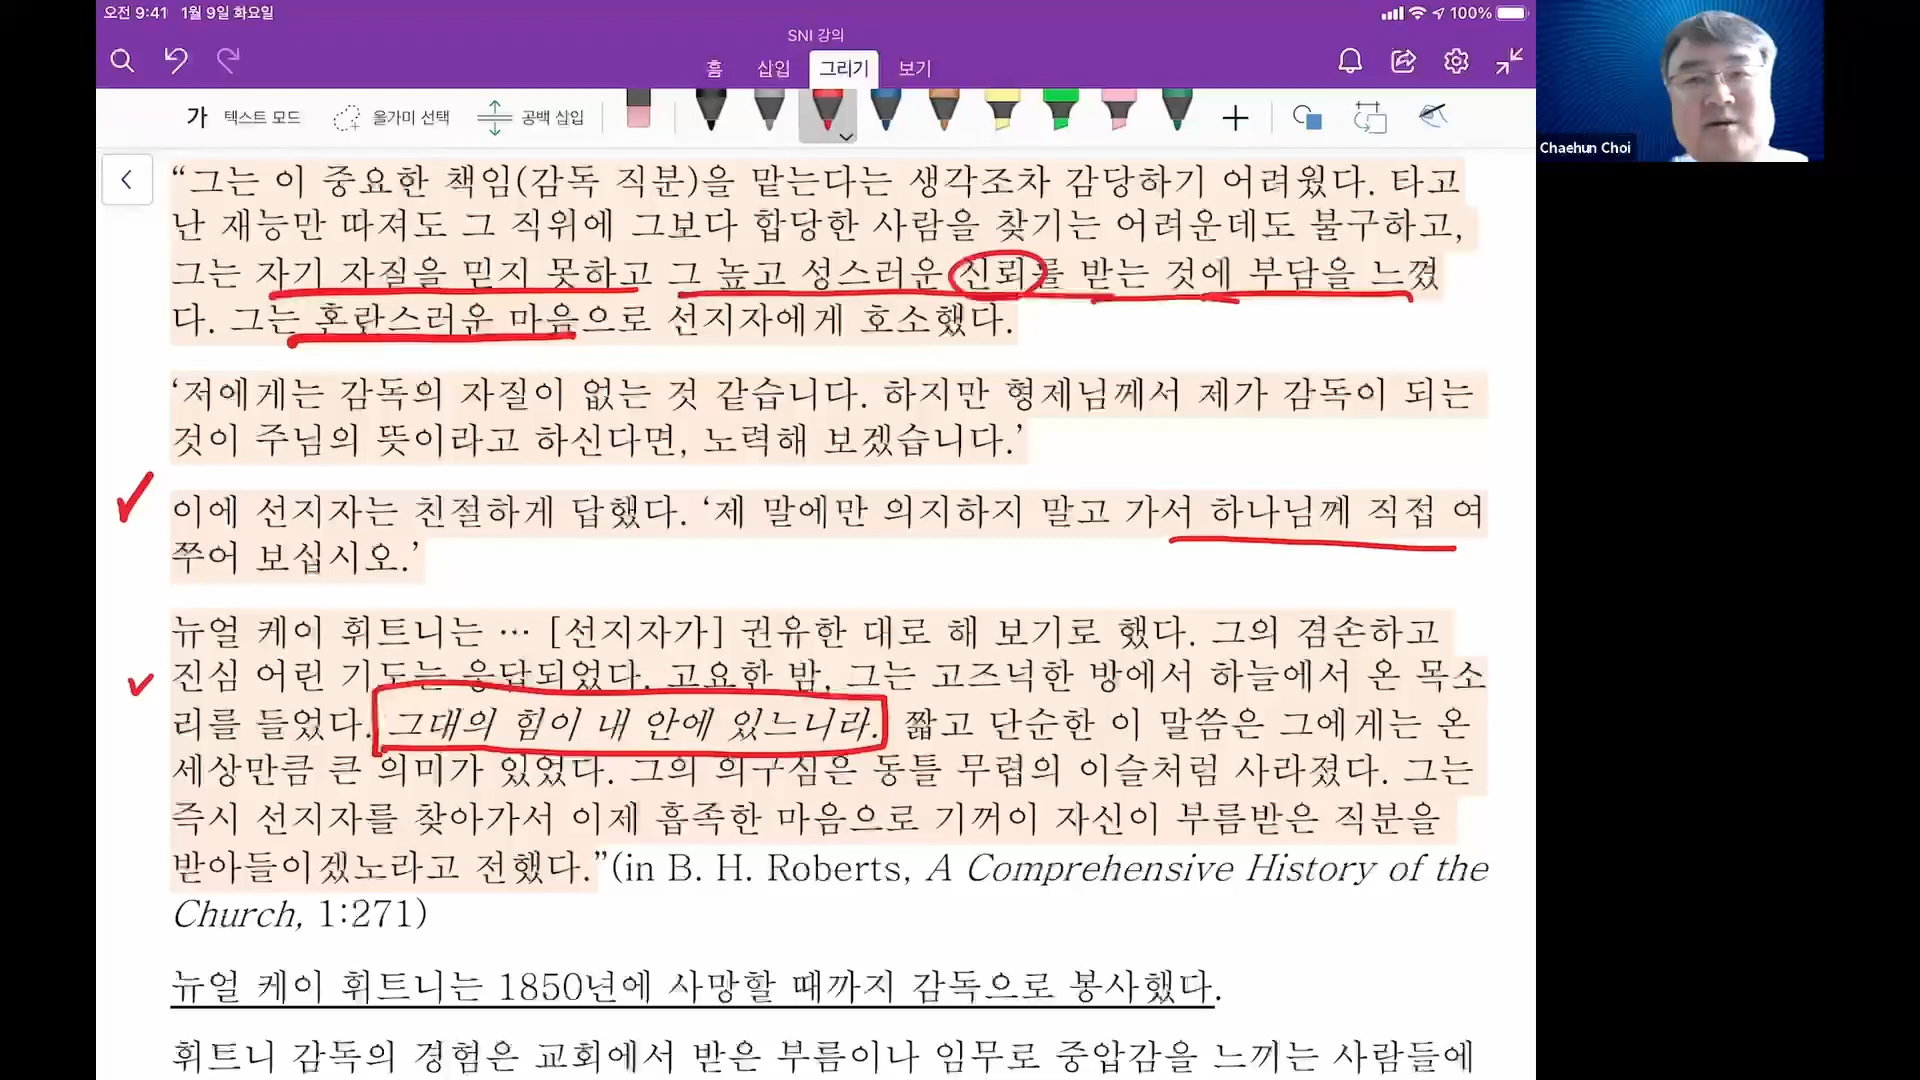 오전 9:41 1월 9일 화요일
100%
SNI 강의
홈 삽입 그리기 보기
가 텍스트 모드 올가미 선택 공백 삽입
Chaehun Choi
“그는 이 중요한 책임(감독 직분)을 맡는다는 생각조차 감당하기 어려웠다. 타고
난 재능만 따져도 그 직위에 그보다 합당한 사람을 찾기는 어려운데도 불구하고,
그는 자기 자질을 믿지 못하고 그 높고 성스러운 신뢰를 받는 것에 부담을 느꼈
다. 그는 혼란스러운 마음으로 선지자에게 호소했다.
‘저에게는 감독의 자질이 없는 것 같습니다. 하지만 형제님께서 제가 감독이 되는
것이 주님의 뜻이라고 하신다면, 노력해 보겠습니다.’
이에 선지자는 친절하게 답했다. ‘제 말에만 의지하지 말고 가서 하나님께 직접 여
쭈어 보십시오.’
뉴얼 케이 휘트니는 … [선지자가] 권유한 대로 해 보기로 했다. 그의 겸손하고
진심 어린 기도는 응답되었다. 고요한 밤, 그는 고즈넉한 방에서 하늘에서 온 목소
리를 들었다. 그대의 힘이 내 안에 있느니라. 짧고 단순한 이 말씀은 그에게는 온
세상만큼 큰 의미가 있었다. 그의 의구심은 동틀 무렵의 이슬처럼 사라졌다. 그는
즉시 선지자를 찾아가서 이제 흡족한 마음으로 기꺼이 자신이 부름받은 직분을
받아들이겠노라고 전했다.”(in B. H. Roberts, A Comprehensive History of the
Church, 1:271)
뉴얼 케이 휘트니는 1850년에 사망할 때까지 감독으로 봉사했다.
휘트니 감독의 경험은 교회에서 받은 부름이나 임무로 중압감을 느끼는 사람들에